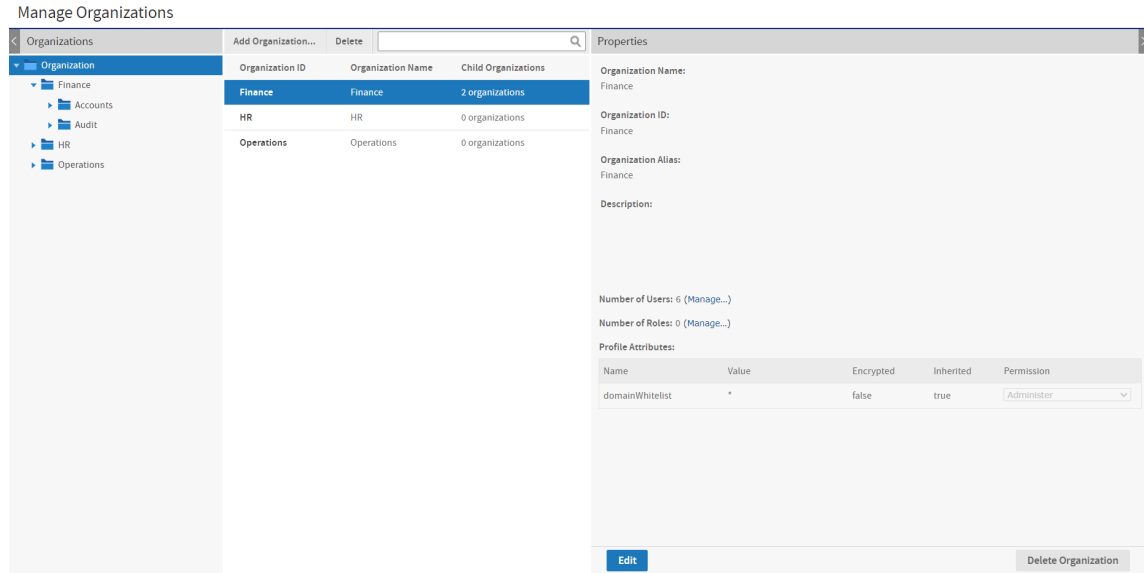 Manage Organizations
Organizations
Organization
Finance
Accounts
Audit
HR
Operations
Add Organization... Delete
Organization ID Organization Name Child Organizations
Finance Finance 2 organizations
HR HR 0 organizations
Operations Operations 0 organizations
Properties
Organization Name:
Finance
Organization ID:
Finance
Organization Alias:
Finance
Description:
Number of Users: 6 (Manage...)
Number of Roles: 0 (Manage...)
Profile Attributes:
Name Value Encrypted Inherited Permission
domainWhitelist * false true Administer
Edit Delete Organization